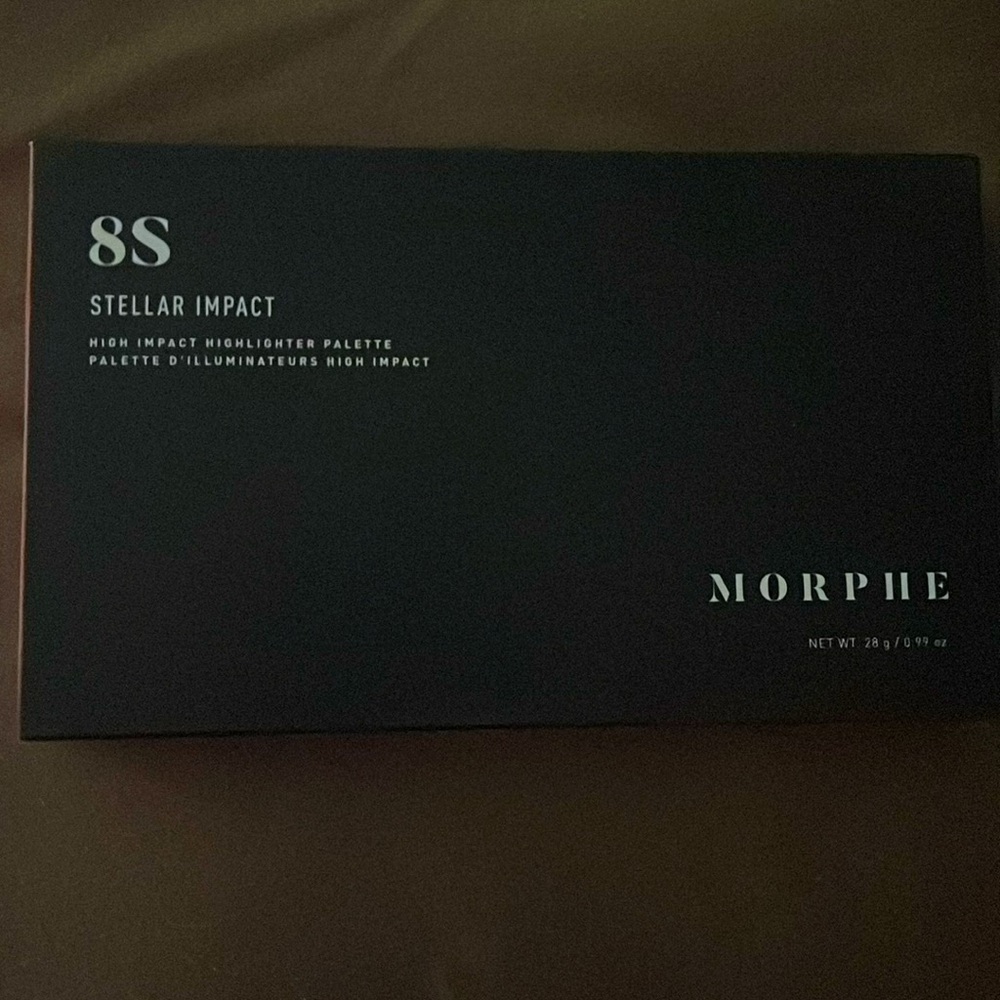 8S
STELLAR IMPACT
HIGH IMPACT HIGHLIGHTER PALETTE
PALETTE D'ILLUMINATEURS HIGH IMPACT
MORPHE
NET WT 28 g / 0.99 oz